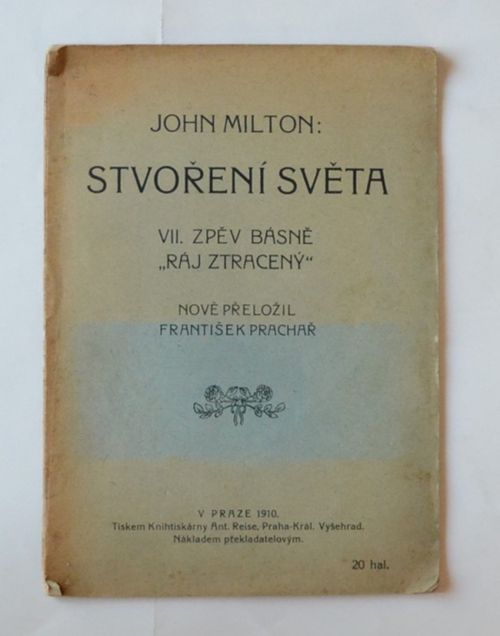 JOHN MILTON:
STVOŘENÍ SVĚTA
VII. ZPĚV BÁSNĚ
„RÁJ ZTRACENÝ“
NOVĚ PŘELOŽIL
FRANTIŠEK PRACHAŘ
V PRAZE 1910.
Tiskem Knihtiskárny Ant. Reise, Praha-Král. Vyšehrad.
Nákladem překladatelovým.
20 hal.